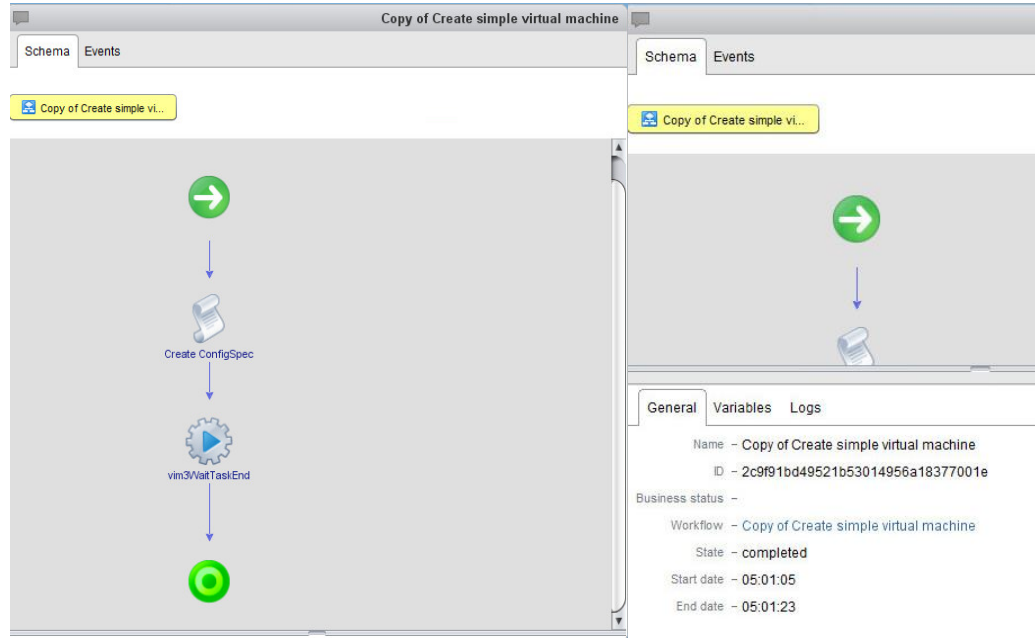 Copy of Create simple virtual machine
Schema Events
Copy of Create simple vi...
Create ConfigSpec
vim3WaitTaskEnd
Schema Events
Copy of Create simple vi...
General Variables Logs
Name - Copy of Create simple virtual machine
ID - 2c9f91bd49521b53014956a18377001e
Business status -
Workflow - Copy of Create simple virtual machine
State - completed
Start date - 05:01:05
End date - 05:01:23